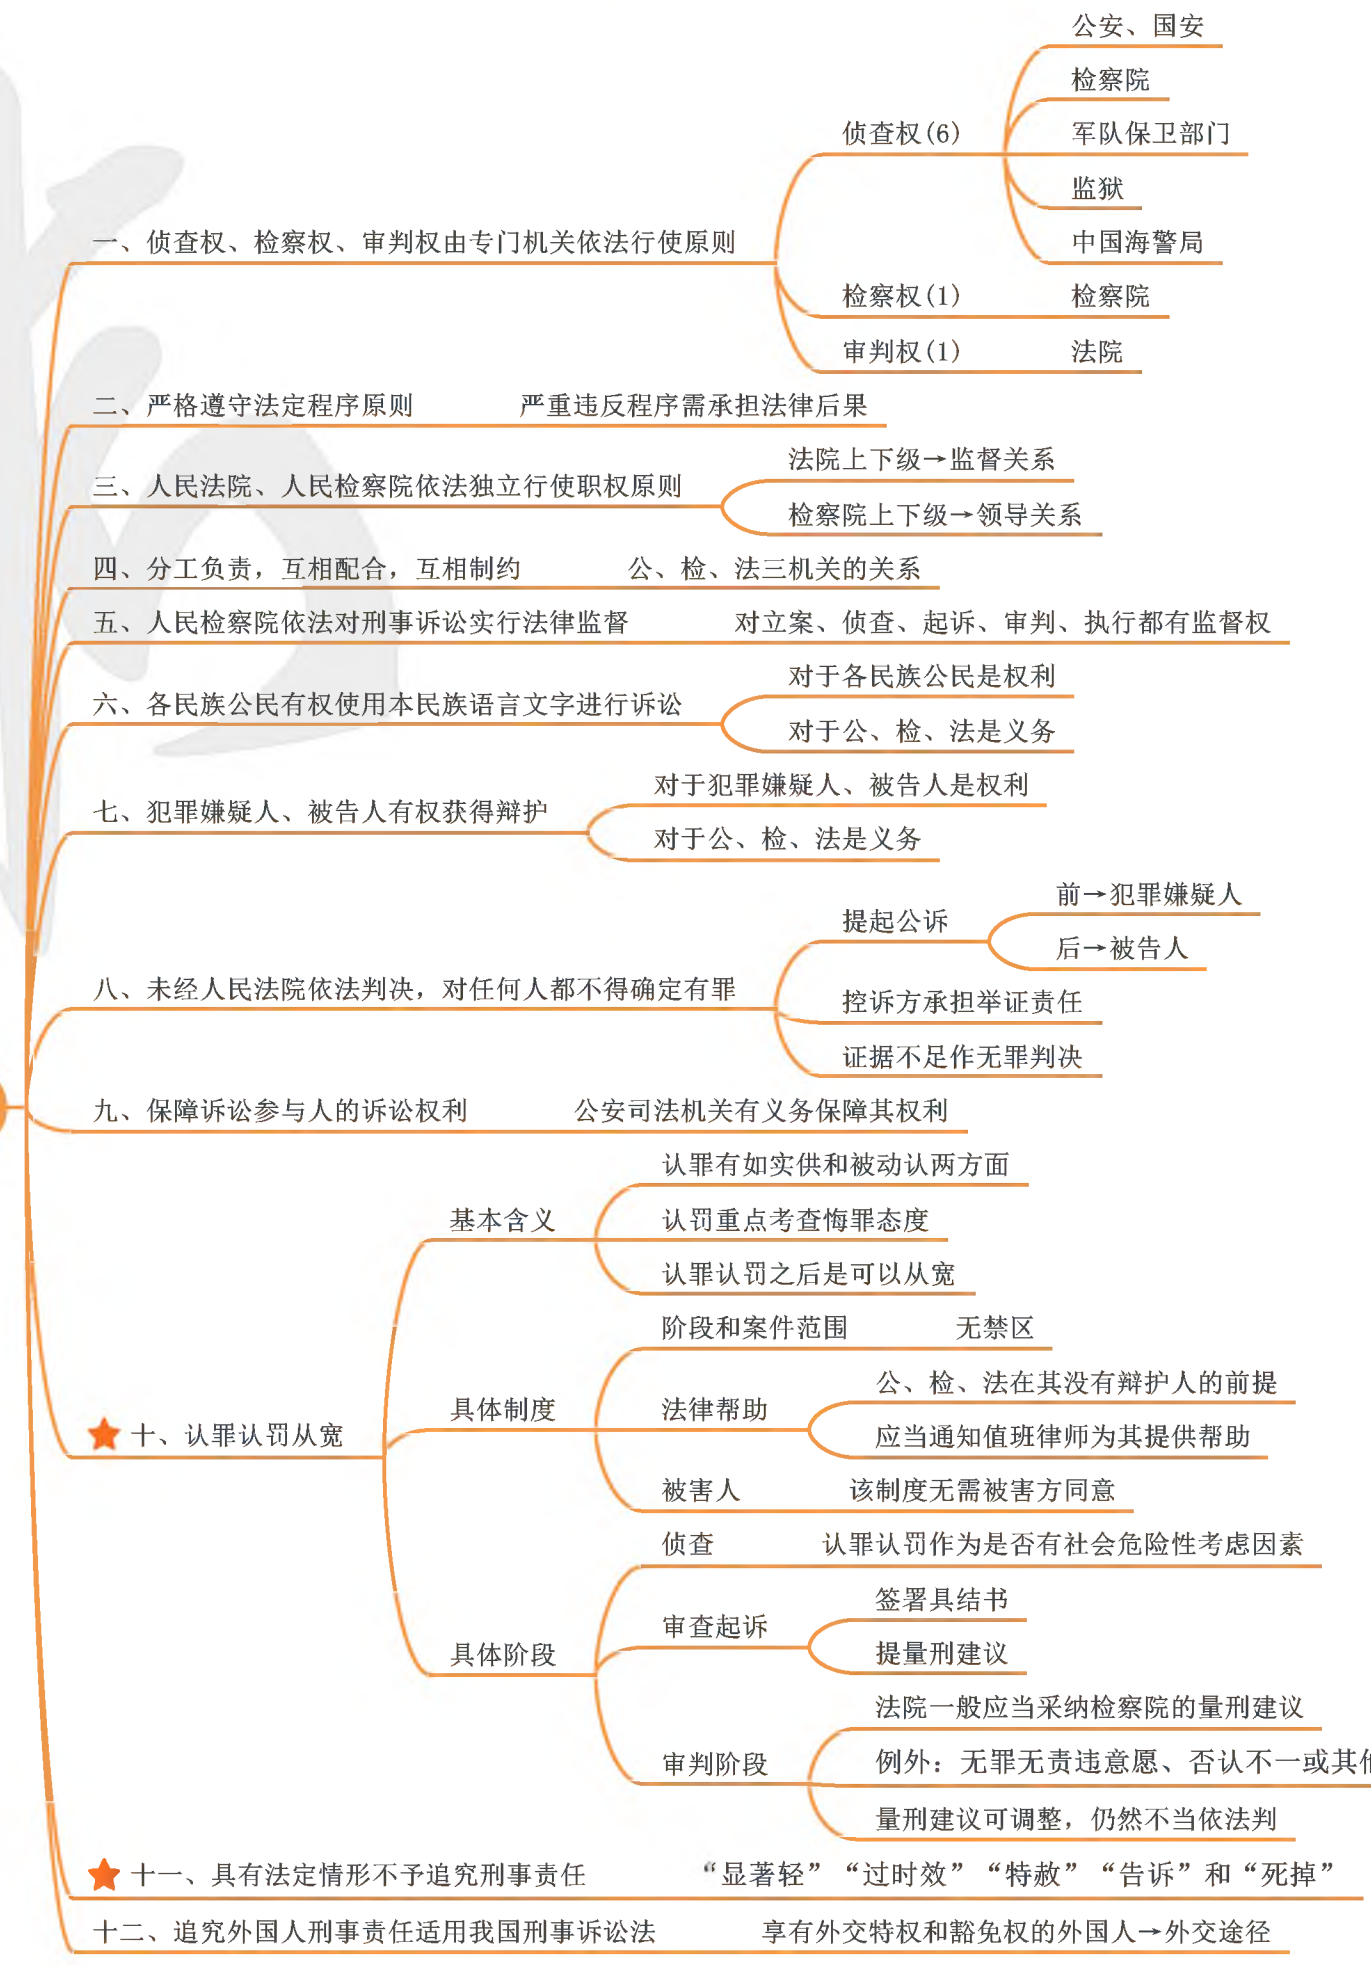 公安、国安
检察院
侦查权(6)
军队保卫部门
监狱
一、侦查权、检察权、审判权由专门机关依法行使原则
中国海警局
检察权(1) 检察院
审判权(1) 法院
二、严格遵守法定程序原则 严重违反程序需承担法律后果
法院上下级→监督关系
三、人民法院、人民检察院依法独立行使职权原则
检察院上下级→领导关系
四、分工负责，互相配合，互相制约 公、检、法三机关的关系
五、人民检察院依法对刑事诉讼实行法律监督 对立案、侦查、起诉、审判、执行都有监督权
对于各民族公民是权利
六、各民族公民有权使用本民族语言文字进行诉讼
对于公、检、法是义务
对于犯罪嫌疑人、被告人是权利
七、犯罪嫌疑人、被告人有权获得辩护
对于公、检、法是义务
前→犯罪嫌疑人
提起公诉
后→被告人
八、未经人民法院依法判决，对任何人都不得确定有罪
控诉方承担举证责任
证据不足作无罪判决
九、保障诉讼参与人的诉讼权利 公安司法机关有义务保障其权利
认罪有如实供和被动认两方面
基本含义
认罚重点考查悔罪态度
认罪认罚之后是可以从宽
阶段和案件范围 无禁区
公、检、法在其没有辩护人的前提
具体制度
法律帮助
十、认罪认罚从宽
应当通知值班律师为其提供帮助
被害人 该制度无需被害方同意
侦查 认罪认罚作为是否有社会危险性考虑因素
签署具结书
审查起诉
具体阶段
提量刑建议
法院一般应当采纳检察院的量刑建议
审判阶段
例外：无罪无责违意愿、否认不一或其
量刑建议可调整，仍然不当依法判
十一、具有法定情形不予追究刑事责任 “显著轻”“过时效”“特赦”“告诉”和“死掉”
十二、追究外国人刑事责任适用我国刑事诉讼法 享有外交特权和豁免权的外国人→外交途径